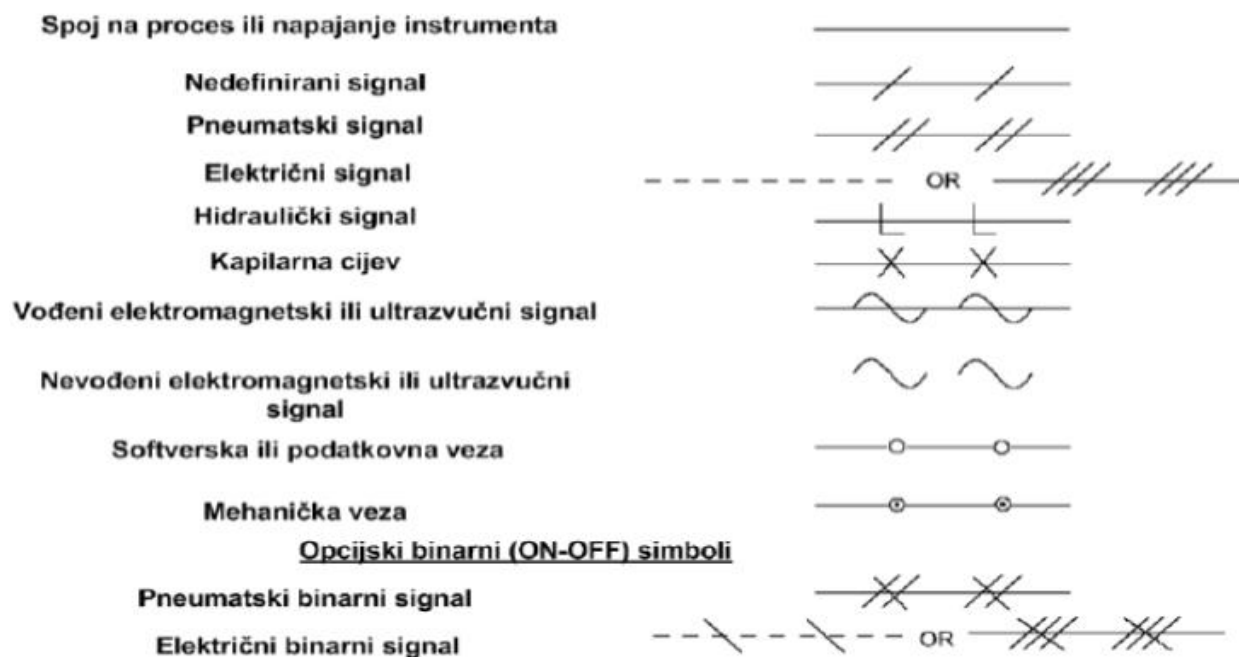 Spoj na proces ili napajanje instrumenta
Nedefinirani signal
Pneumatski signal
Električni signal
OR
Hidraulički signal
Kapilarna cijev
Vođeni elektromagnetski ili ultrazvučni signal
Nevođeni elektromagnetski ili ultrazvučni
signal
Softverska ili podatkovna veza
Mehanička veza
Opcijski binarni (ON-OFF) simboli
Pneumatski binarni signal
Električni binarni signal
OR